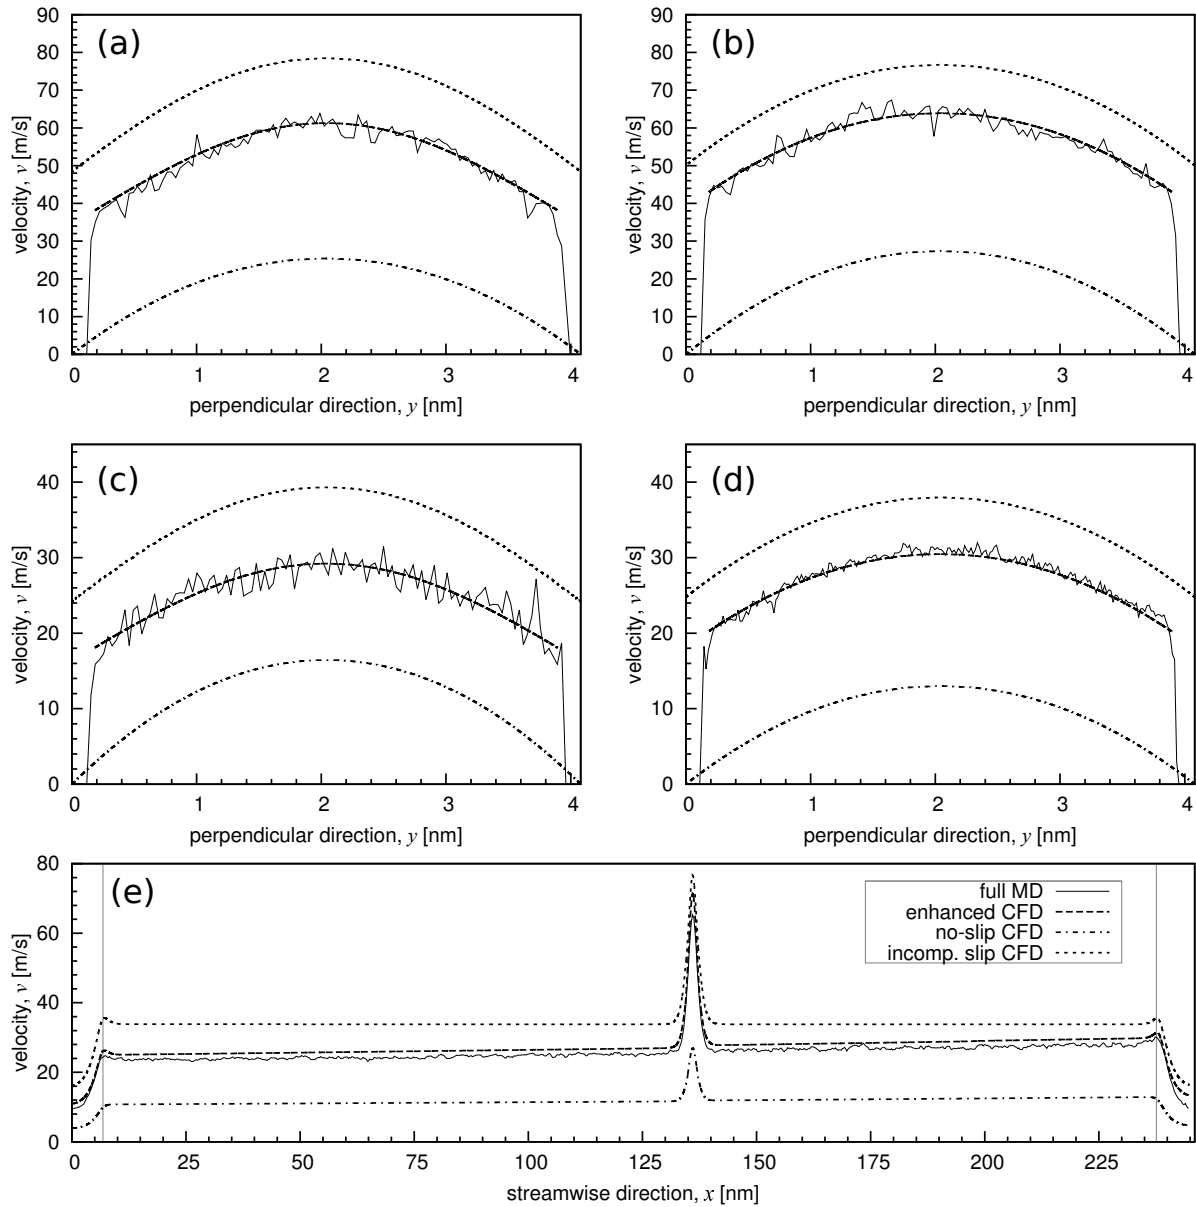 (a)
velocity, v [m/s]
90
80
70
60
50
40
30
20
10
0
0 1 2 3 4
perpendicular direction, y [nm]
(b)
velocity, v [m/s]
90
80
70
60
50
40
30
20
10
0
0 1 2 3 4
perpendicular direction, y [nm]
(c)
velocity, v [m/s]
40
30
20
10
0
0 1 2 3 4
perpendicular direction, y [nm]
(d)
velocity, v [m/s]
40
30
20
10
0
0 1 2 3 4
perpendicular direction, y [nm]
(e)
velocity, v [m/s]
80
60
40
20
0
full MD
enhanced CFD
no-slip CFD
incomp. slip CFD
0 25 50 75 100 125 150 175 200 225
streamwise direction, x [nm]